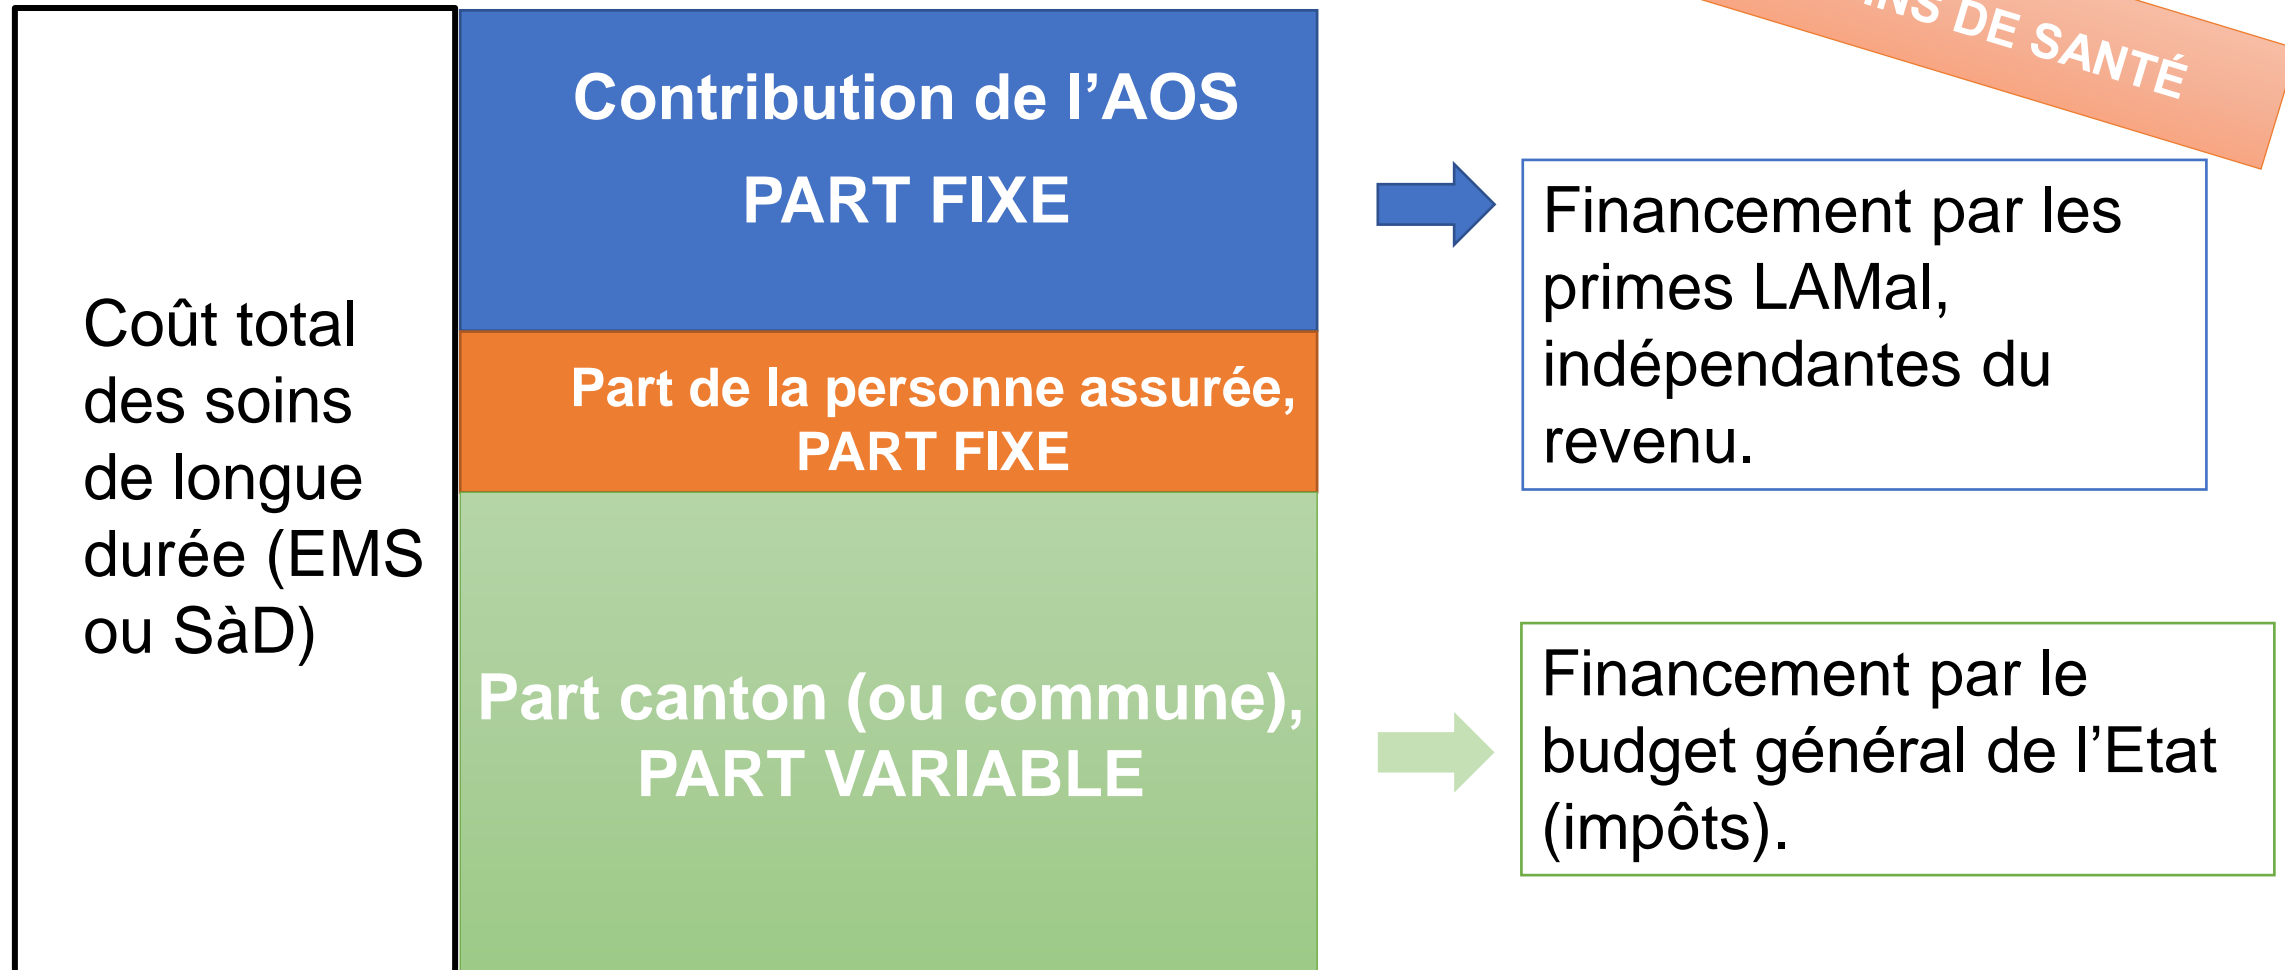 DE SANTÉ
Contribution de l’AOS
PART FIXE
Coût total
des soins
de longue
durée (EMS
ou SàD)
Part de la personne assurée,
PART FIXE
Part canton (ou commune),
PART VARIABLE
Financement par les
primes LAMal,
indépendantes du
revenu.
Financement par le
budget général de l’Etat
(impôts).